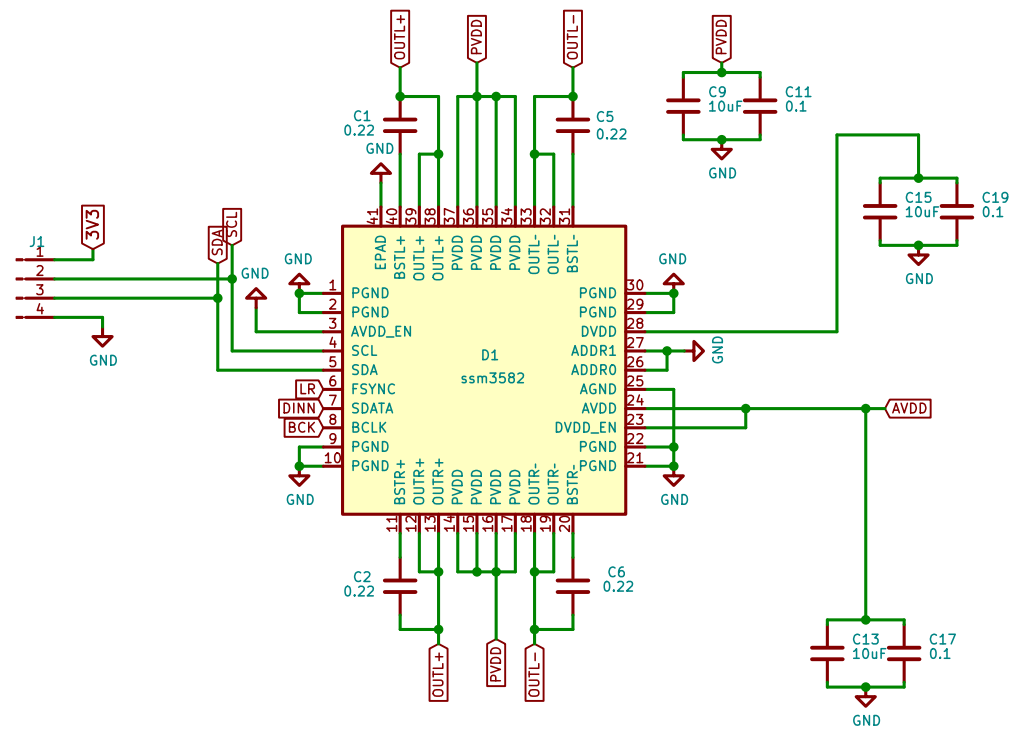 OUTL+
PVDD
OUTL-
PVDD
C1
0.22
GND
C5
0.22
C9
10uF
C11
0.1
GND
C15
10uF
C19
0.1
GND
41 40 39 38 37 36 35 34 33 32 31
EPAD BSTL+ OUTL+ OUTL+ PVDD PVDD PVDD PVDD OUTL- OUTL- BSTL-
J1
1
2
3
4
3V3
SDA
SCL
GND
GND
GND
GND
GND
1 PGND
2 PGND
3 AVDD_EN
4 SCL
5 SDA
LR 6 FSYNC
DINN 7 SDATA
BCK 8 BCLK
9 PGND
10 PGND
GND
D1
ssm3582
PGND 30
PGND 29
DVDD 28
ADDR1 27
ADDR0 26
AGND 25
AVDD 24
DVDD_EN 23
PGND 22
PGND 21
AVDD
GND
BSTR+ OUTR+ OUTR+ PVDD PVDD PVDD PVDD OUTR- OUTR- BSTR-
11 12 13 14 15 16 17 18 19 20
C2
0.22
C6
0.22
OUTL+
PVDD
OUTL-
C13
10uF
C17
0.1
GND